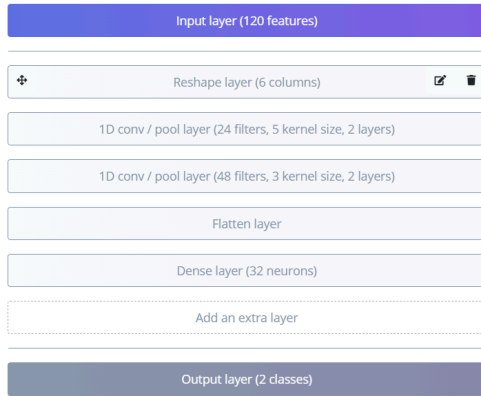 Input layer (120 features)
Reshape layer (6 columns)
1D conv / pool layer (24 filters, 5 kernel size, 2 layers)
1D conv / pool layer (48 filters, 3 kernel size, 2 layers)
Flatten layer
Dense layer (32 neurons)
Add an extra layer
Output layer (2 classes)